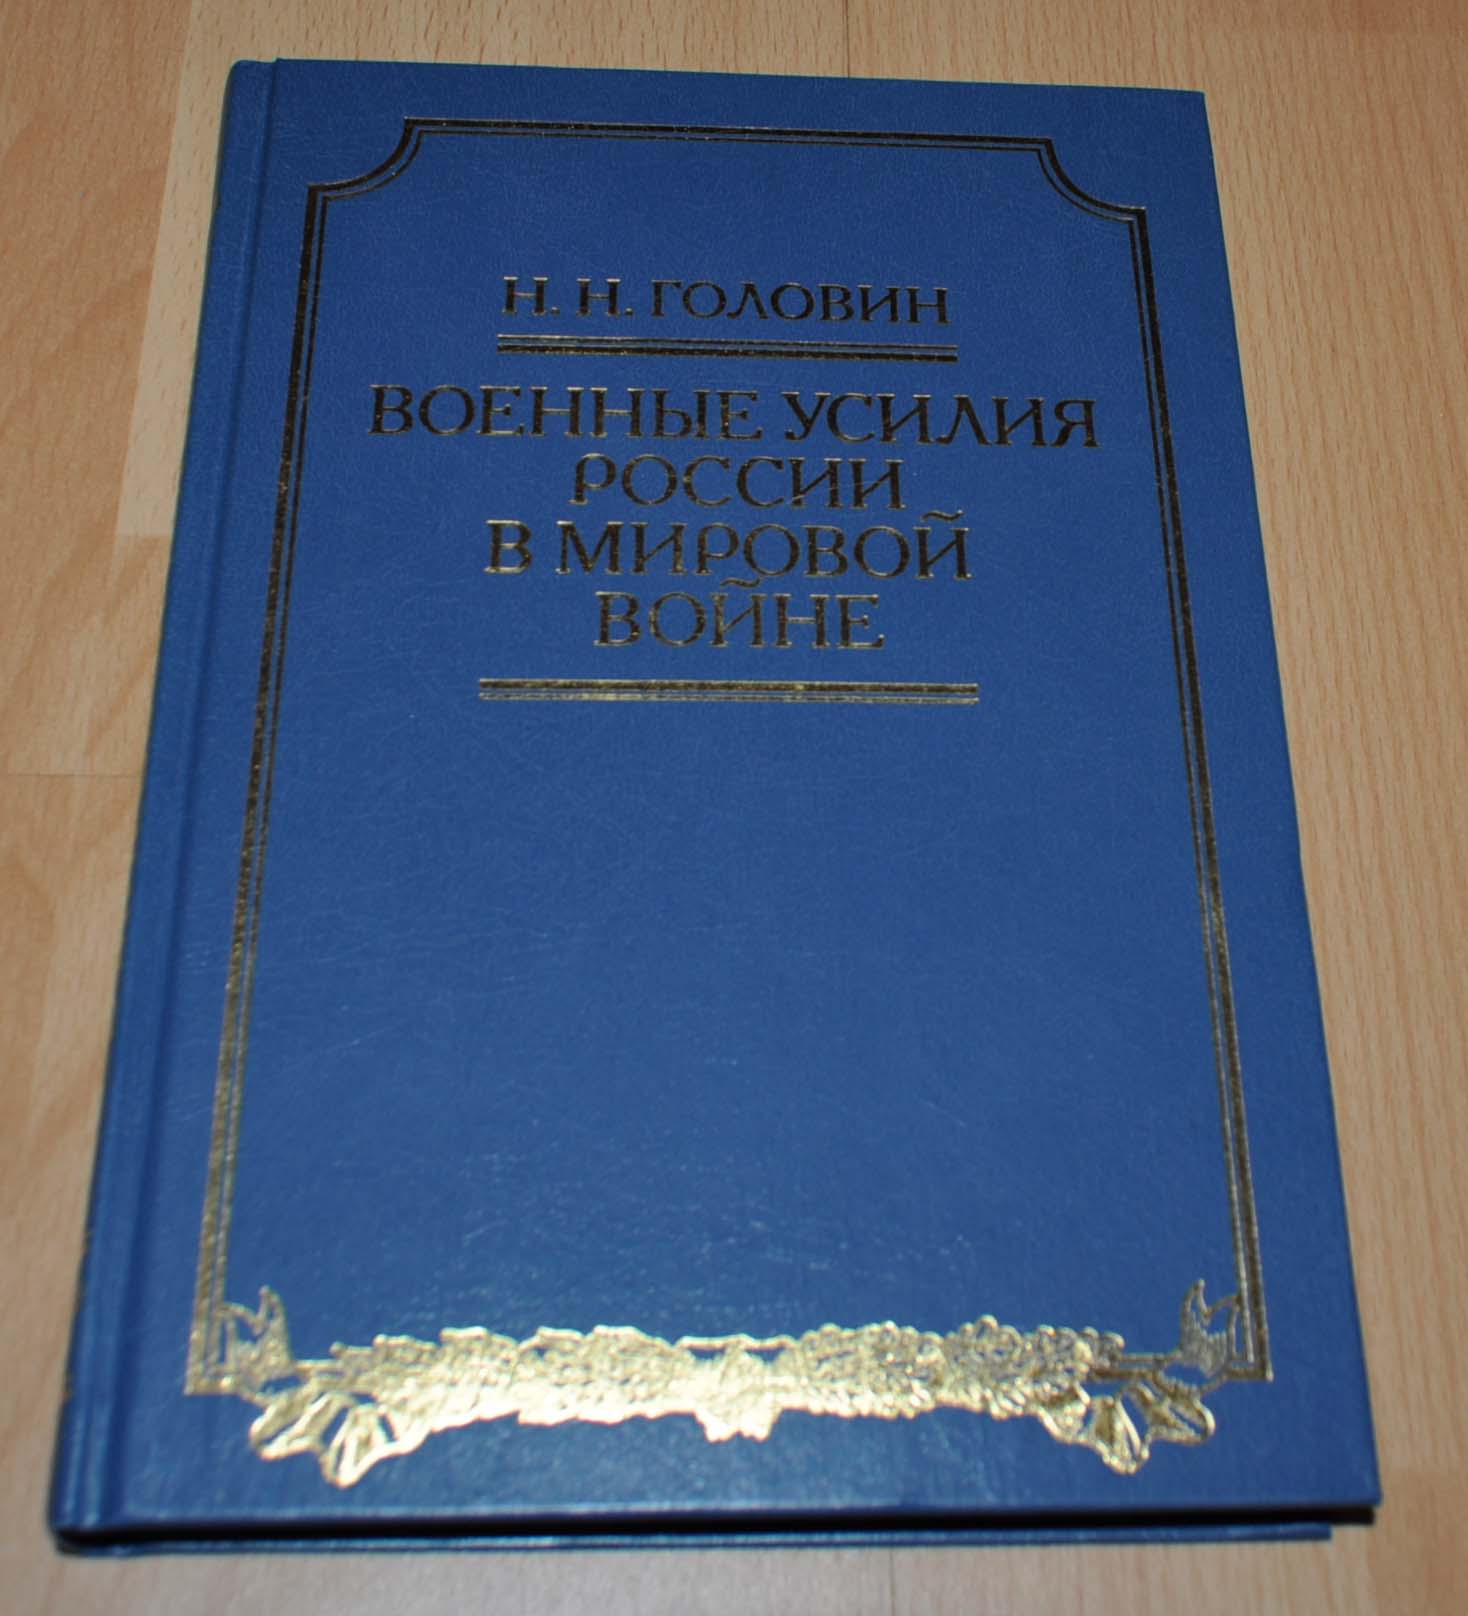 Н. Н. ГОЛОВИН
ВОЕННЫЕ УСИЛИЯ
РОССИИ
В МИРОВОЙ
ВОЙНЕ